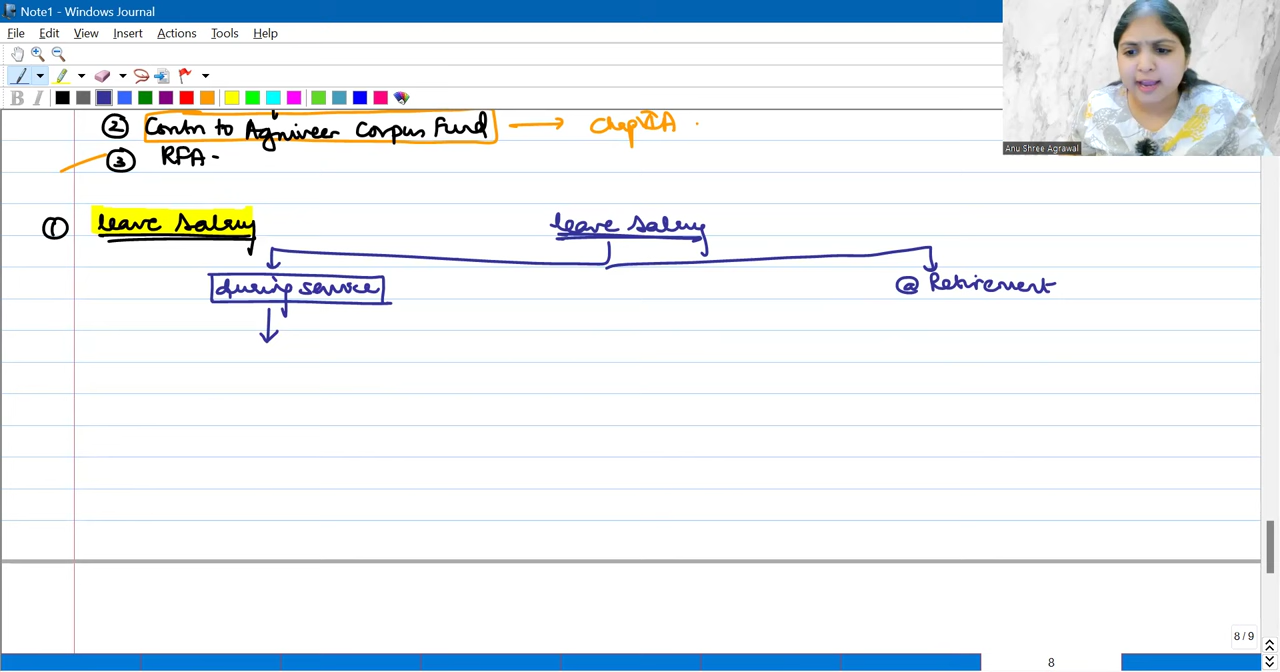 Note1 - Windows Journal
File Edit View Insert Actions Tools Help
B I
② Contn to Agniveer Corpus Fund → chap VIA
③ RFA -
① leave Salary
leave Salary
during service
@ Retirement
Anu Shree Agrawal
8 / 9
8